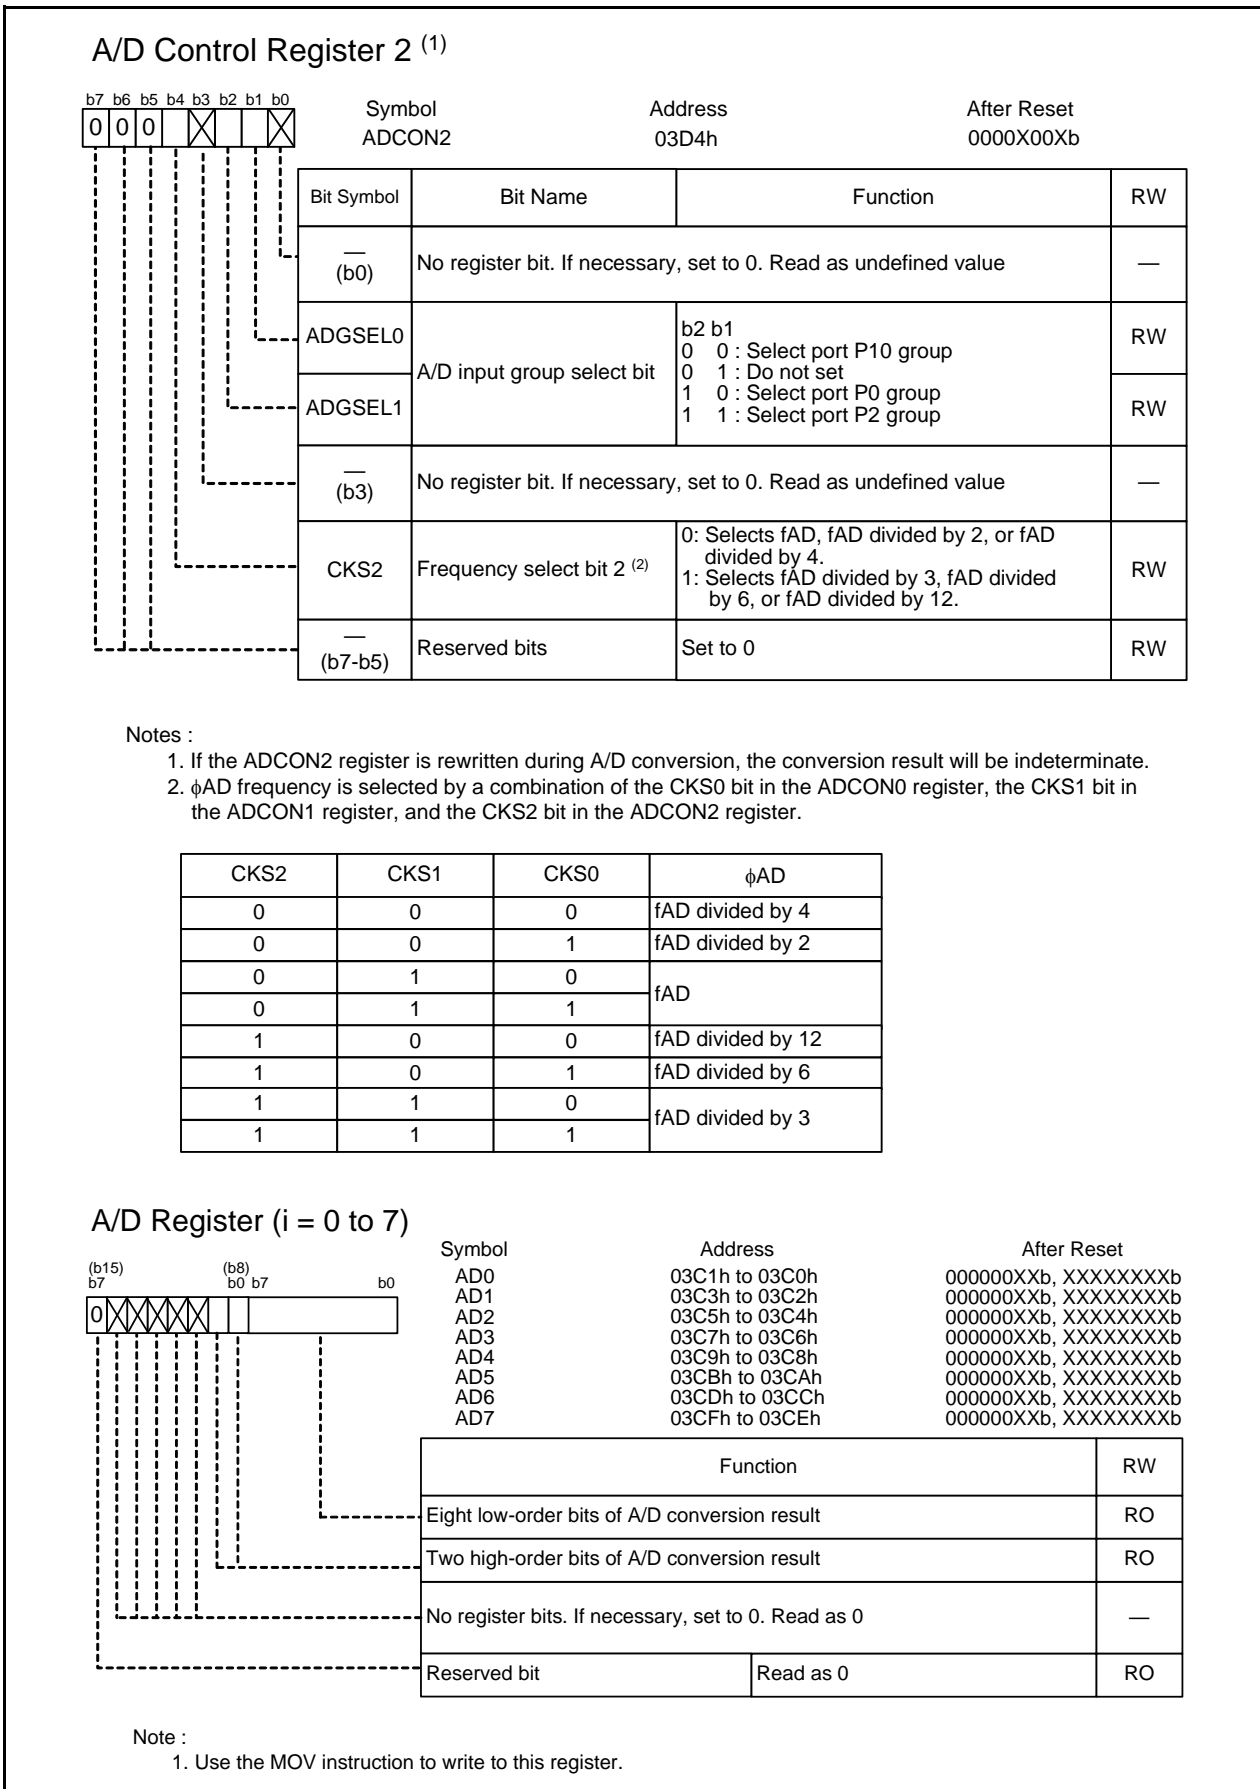 A/D Control Register 2 (1)
b7 b6 b5 b4 b3 b2 b1 b0
0 0 0
Symbol Address After Reset
ADCON2 03D4h 0000X00Xb
Bit Symbol Bit Name Function RW
— (b0) No register bit. If necessary, set to 0. Read as undefined value —
ADGSEL0 RW
A/D input group select bit
ADGSEL1 RW
b2 b1
0 0 : Select port P10 group
0 1 : Do not set
1 0 : Select port P0 group
1 1 : Select port P2 group
— (b3) No register bit. If necessary, set to 0. Read as undefined value —
CKS2 Frequency select bit 2 (2) RW
0: Selects fAD, fAD divided by 2, or fAD
divided by 4.
1: Selects fAD divided by 3, fAD divided
by 6, or fAD divided by 12.
— (b7-b5) Reserved bits Set to 0 RW
Notes :
1. If the ADCON2 register is rewritten during A/D conversion, the conversion result will be indeterminate.
2. ϕAD frequency is selected by a combination of the CKS0 bit in the ADCON0 register, the CKS1 bit in
the ADCON1 register, and the CKS2 bit in the ADCON2 register.
CKS2 CKS1 CKS0 ϕAD
0 0 0 fAD divided by 4
0 0 1 fAD divided by 2
0 1 0 fAD
0 1 1
1 0 0 fAD divided by 12
1 0 1 fAD divided by 6
1 1 0 fAD divided by 3
1 1 1
A/D Register (i = 0 to 7)
(b15) (b8)
b7 b0 b7 b0
0
Symbol Address After Reset
AD0 03C1h to 03C0h 000000XXb, XXXXXXXXb
AD1 03C3h to 03C2h 000000XXb, XXXXXXXXb
AD2 03C5h to 03C4h 000000XXb, XXXXXXXXb
AD3 03C7h to 03C6h 000000XXb, XXXXXXXXb
AD4 03C9h to 03C8h 000000XXb, XXXXXXXXb
AD5 03CBh to 03CAh 000000XXb, XXXXXXXXb
AD6 03CDh to 03CCh 000000XXb, XXXXXXXXb
AD7 03CFh to 03CEh 000000XXb, XXXXXXXXb
Function RW
Eight low-order bits of A/D conversion result RO
Two high-order bits of A/D conversion result RO
No register bits. If necessary, set to 0. Read as 0 —
Reserved bit Read as 0 RO
Note :
1. Use the MOV instruction to write to this register.